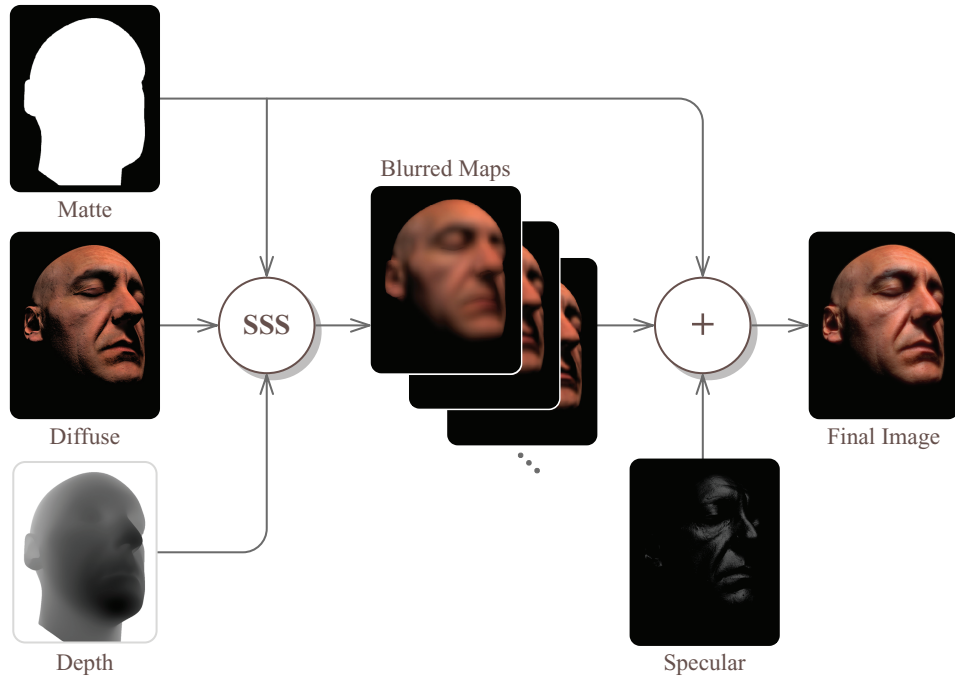 Matte
Blurred Maps
Diffuse
SSS
+
Final Image
Depth
Specular